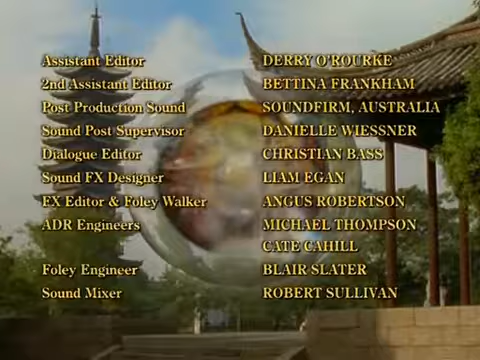 Assistant Editor DERRY O'ROURKE
2nd Assistant Editor BETTINA FRANKHAM
Post Production Sound SOUNDFIRM, AUSTRALIA
Sound Post Supervisor DANIELLE WIESSNER
Dialogue Editor CHRISTIAN BASS
Sound FX Designer LIAM EGAN
FX Editor & Foley Walker ANGUS ROBERTSON
ADR Engineers MICHAEL THOMPSON
CATE CAHILL
Foley Engineer BLAIR SLATER
Sound Mixer ROBERT SULLIVAN